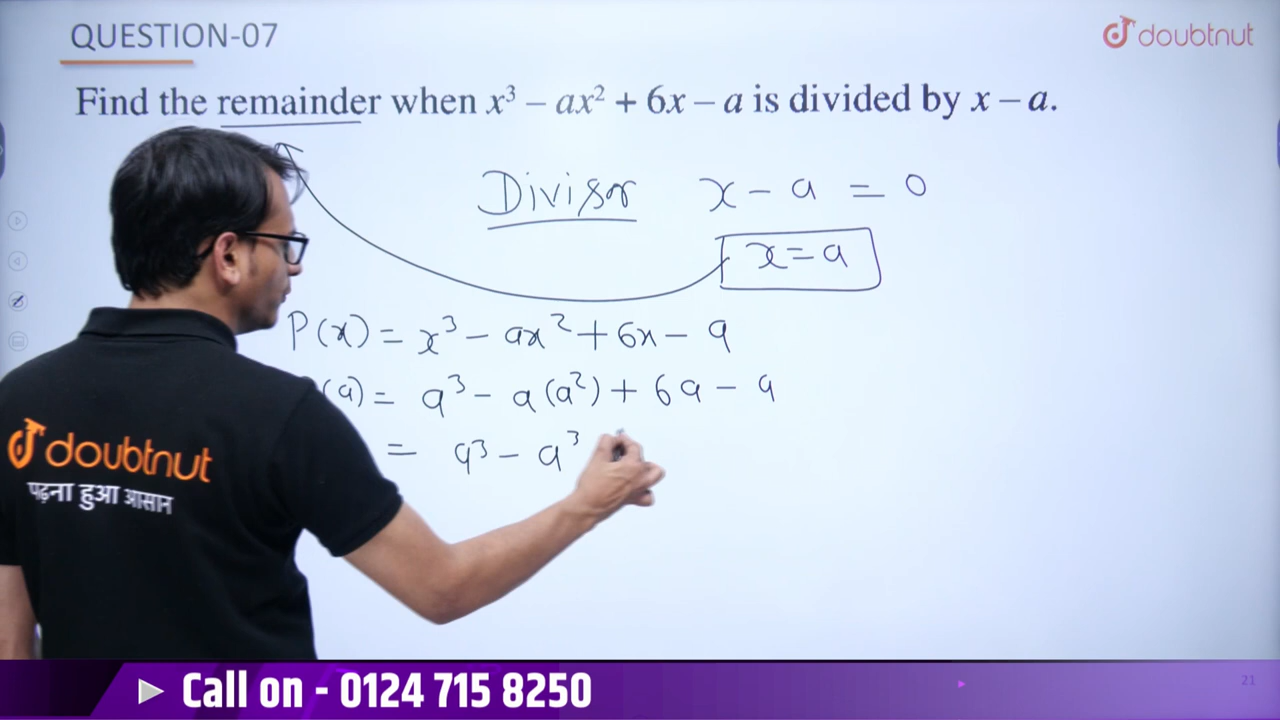 QUESTION-07
doubtnut
Find the remainder when x³ – ax² + 6x – a is divided by x – a.
Divisor x – a = 0
x = a
P(x) = x³ – ax² + 6x – a
(a) = a³ – a(a²) + 6a – a
= a³ – a³
doubtnut
पढ़ना हुआ आसान
Call on - 0124 715 8250
21